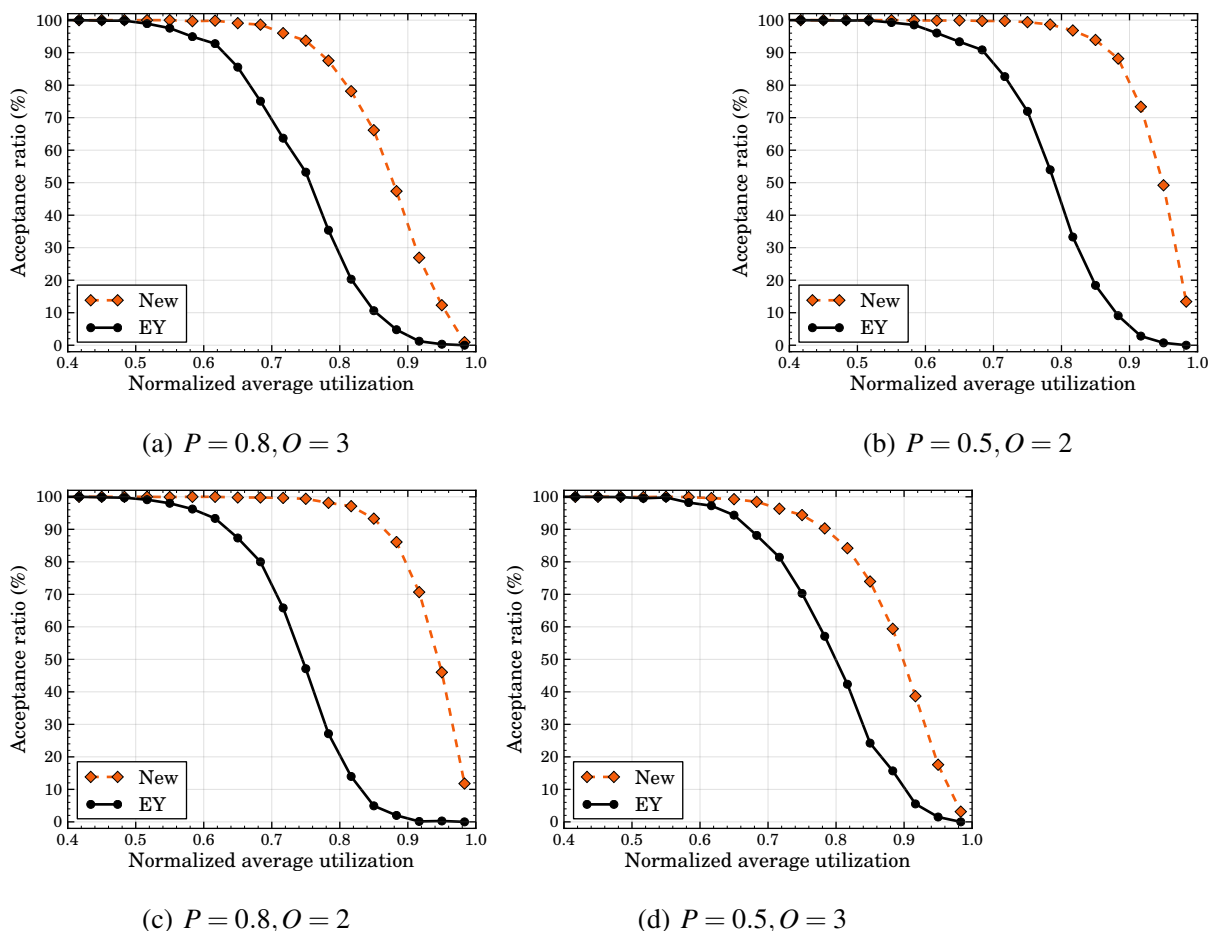 100
90
80
70
60
50
40
30
20
10
0
Acceptance ratio (%)
New
EY
0.4 0.5 0.6 0.7 0.8 0.9 1.0
Normalized average utilization
(a) P = 0.8, O = 3
100
90
80
70
60
50
40
30
20
10
0
Acceptance ratio (%)
New
EY
0.4 0.5 0.6 0.7 0.8 0.9 1.0
Normalized average utilization
(b) P = 0.5, O = 2
100
90
80
70
60
50
40
30
20
10
0
Acceptance ratio (%)
New
EY
0.4 0.5 0.6 0.7 0.8 0.9 1.0
Normalized average utilization
(c) P = 0.8, O = 2
100
90
80
70
60
50
40
30
20
10
0
Acceptance ratio (%)
New
EY
0.4 0.5 0.6 0.7 0.8 0.9 1.0
Normalized average utilization
(d) P = 0.5, O = 3